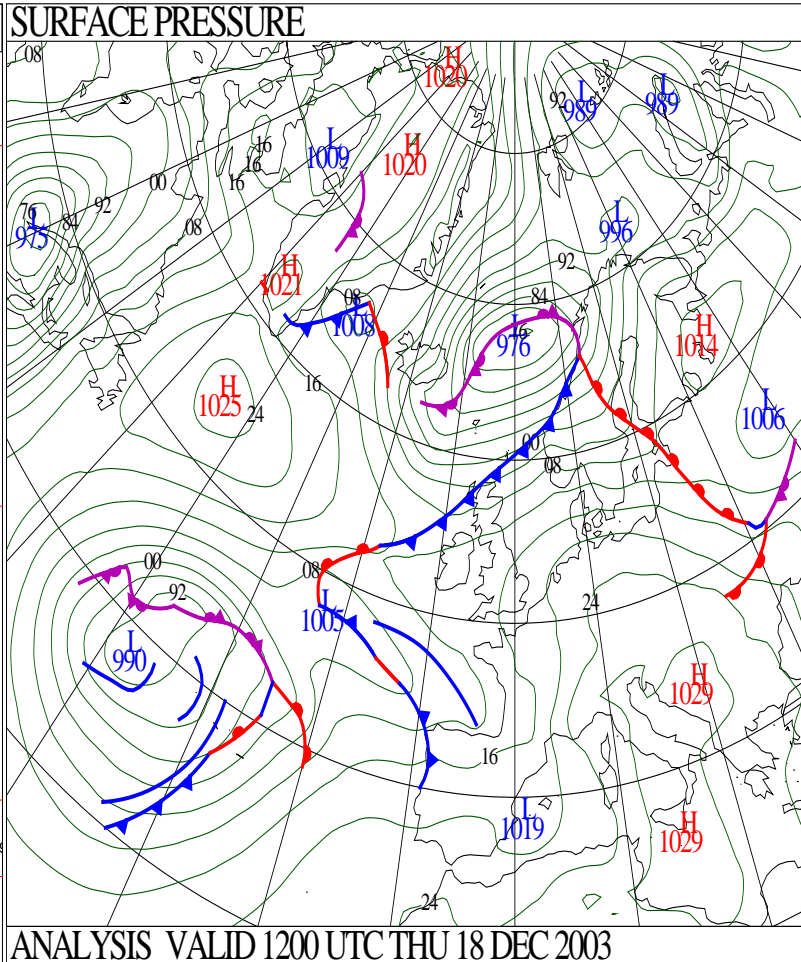 SURFACE PRESSURE
08
H
1020
L
989
92
L
989
16
L
1009
H
1020
16
16
00
92
76
L
975
84
08
L
996
92
H
1021
08
L
1008
84
L
976
H
1014
16
H
1025
24
L
1006
00
08
00
08
92
L
1005
24
L
990
H
1029
16
L
1019
H
1029
24
ANALYSIS VALID 1200 UTC THU 18 DEC 2003